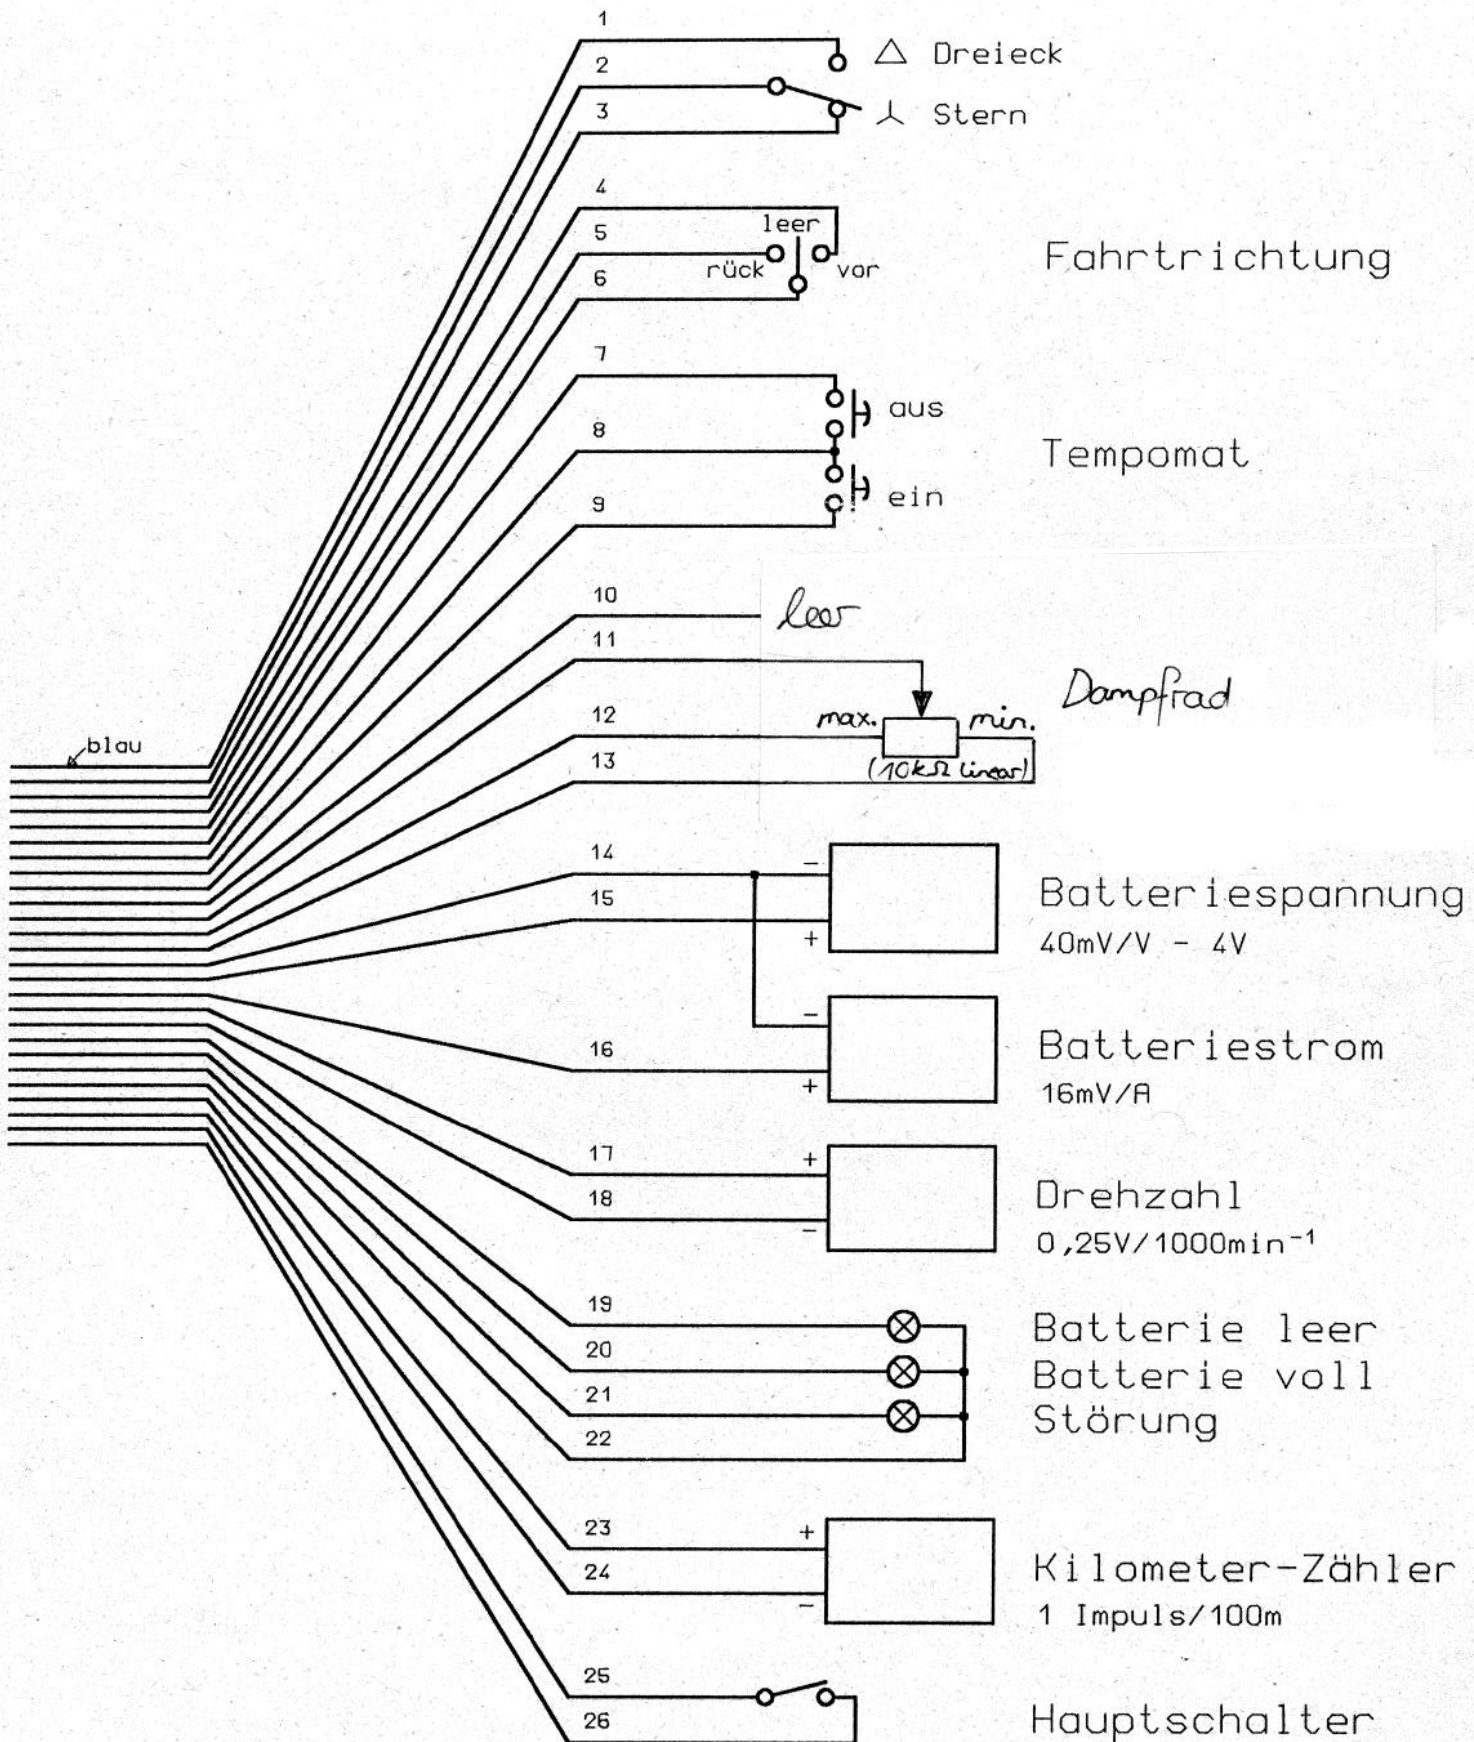 1
△ Dreieck
2
3
⅄ Stern
4
leer
5
rück
vor
6
Fahrtrichtung
7
aus
8
Tempomat
ein
9
10
leer
11
Dampfrad
12
max.
min.
blau
13
(10kΩ linear)
14
−
15
+
Batteriespannung
40mV/V - 4V
−
16
+
Batteriestrom
16mV/A
17
+
18
−
Drehzahl
0,25V/1000min⁻¹
19
Batterie leer
20
Batterie voll
21
Störung
22
23
+
24
−
Kilometer-Zähler
1 Impuls/100m
25
26
Hauptschalter